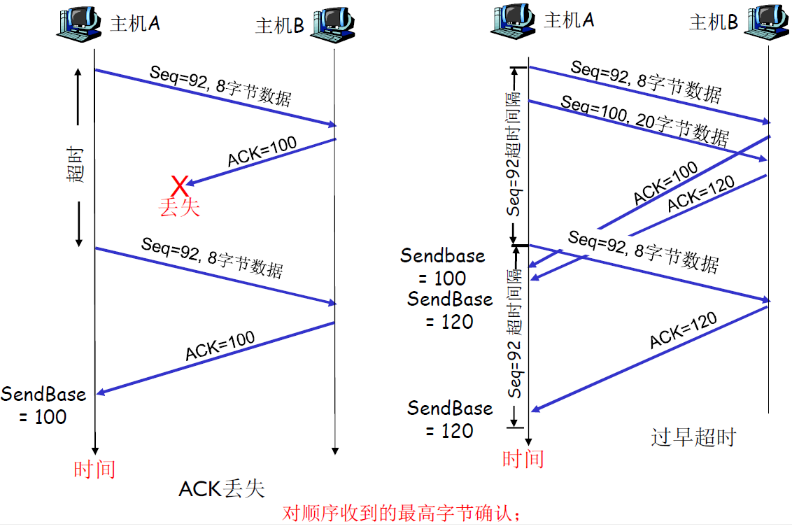 主机A
主机B
Seq=92, 8字节数据
ACK=100
超时
X
丢失
Seq=92, 8字节数据
ACK=100
SendBase
= 100
时间
ACK丢失
主机A
主机B
Seq=92, 8字节数据
Seq=100, 20字节数据
Seq=92超时间隔
ACK=100
ACK=120
Seq=92, 8字节数据
Sendbase
= 100
SendBase
= 120
Seq=92 超时间隔
ACK=120
SendBase
= 120
时间
过早超时
对顺序收到的最高字节确认；